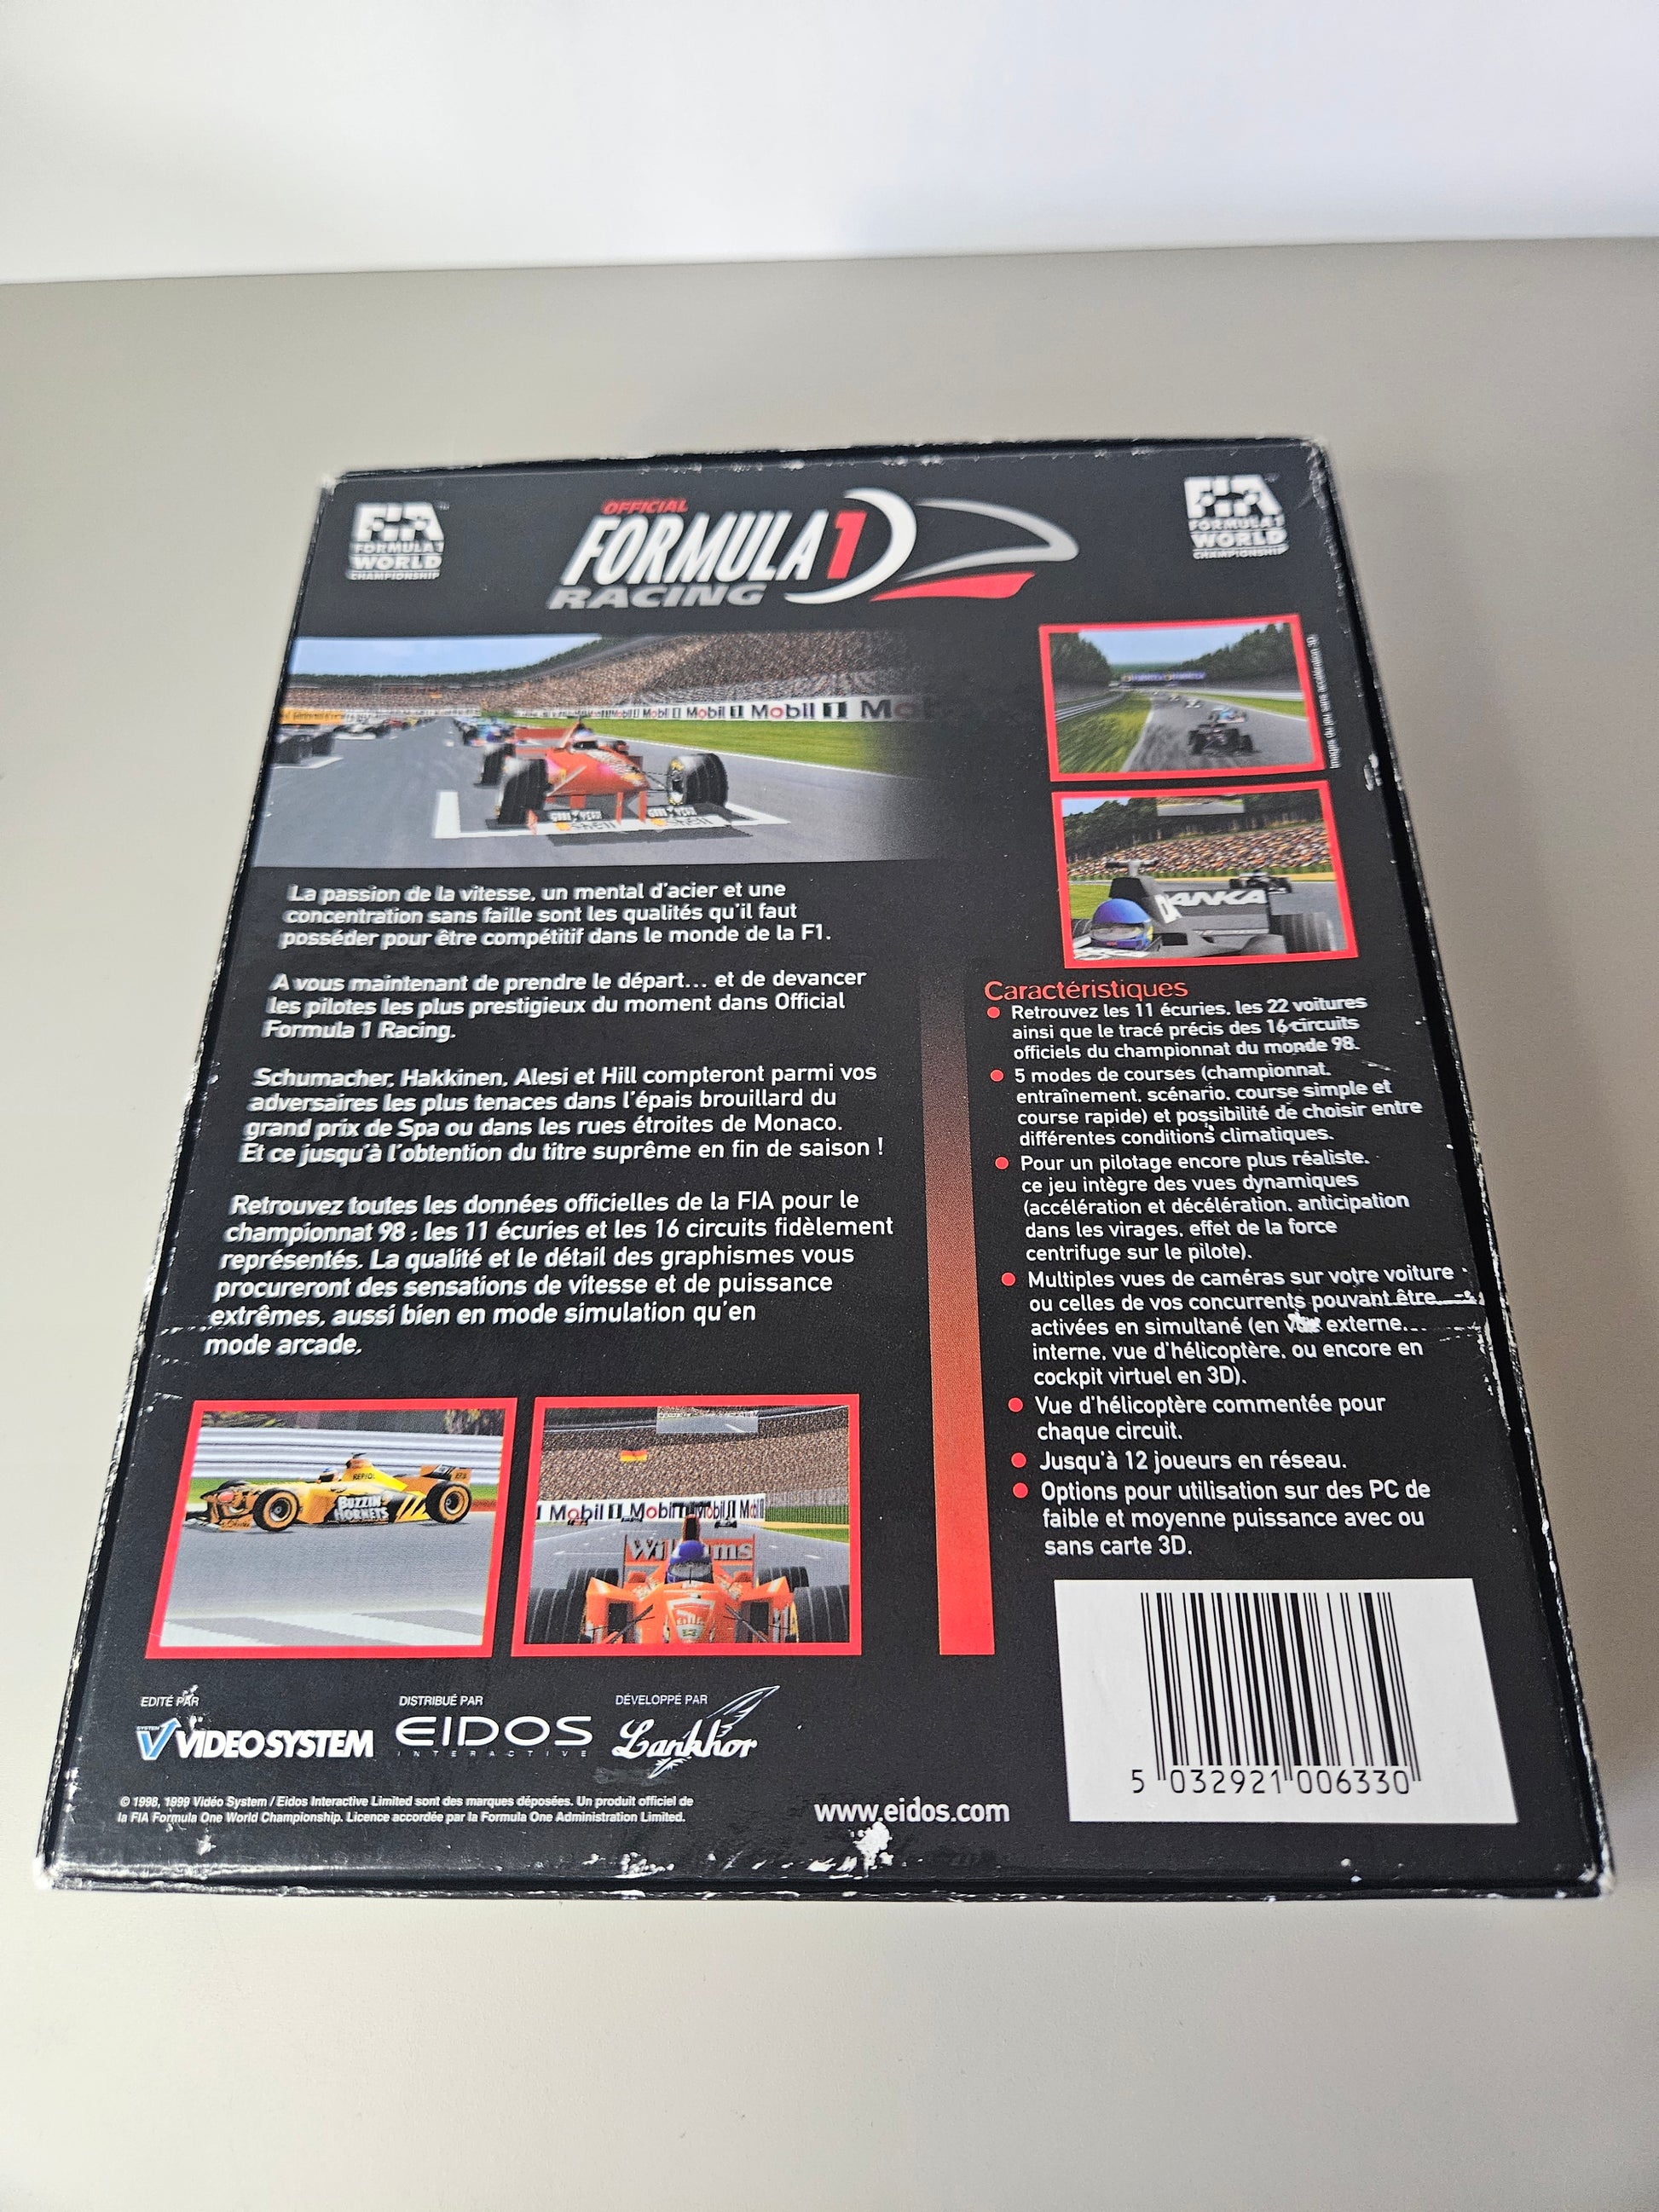 FIA
FORMULA 1
WORLD
CHAMPIONSHIP
OFFICIAL
FORMULA 1
RACING
FIA
FORMULA 1
WORLD
CHAMPIONSHIP
Mobil 1 Mobil 1 Mobil 1
La passion de la vitesse, un mental d'acier et une
concentration sans faille sont les qualités qu'il faut
posséder pour être compétitif dans le monde de la F1.
A vous maintenant de prendre le départ... et de devancer
les pilotes les plus prestigieux du moment dans Official
Formula 1 Racing.
Schumacher, Hakkinen, Alesi et Hill compteront parmi vos
adversaires les plus tenaces dans l'épais brouillard du
grand prix de Spa ou dans les rues étroites de Monaco.
Et ce jusqu'à l'obtention du titre suprême en fin de saison !
Retrouvez toutes les données officielles de la FIA pour le
championnat 98 : les 11 écuries et les 16 circuits fidèlement
représentés. La qualité et le détail des graphismes vous
procureront des sensations de vitesse et de puissance
extrêmes, aussi bien en mode simulation qu'en
mode arcade.
DANKA
Caractéristiques
Retrouvez les 11 écuries, les 22 voitures
ainsi que le tracé précis des 16 circuits
officiels du championnat du monde 98.
5 modes de courses (championnat,
entraînement, scénario, course simple et
course rapide) et possibilité de choisir entre
différentes conditions climatiques.
Pour un pilotage encore plus réaliste,
ce jeu intègre des vues dynamiques
(accélération et décélération, anticipation
dans les virages, effet de la force
centrifuge sur le pilote).
Multiples vues de caméras sur votre voiture
ou celles de vos concurrents pouvant être
activées en simultané (en vue externe,
interne, vue d'hélicoptère, ou encore en
cockpit virtuel en 3D).
Vue d'hélicoptère commentée pour
chaque circuit.
Jusqu'à 12 joueurs en réseau.
Options pour utilisation sur des PC de
faible et moyenne puissance avec ou
sans carte 3D.
REPSOL
BUZZIN
HORNETS
Mobil 1 Mobil 1 Mobil 1 Mobil
Williams
EDITÉ PAR
SYSTEM
VIDEO SYSTEM
DISTRIBUÉ PAR
EIDOS
INTERACTIVE
DÉVELOPPÉ PAR
Lankhor
© 1998, 1999 Vidéo System / Eidos Interactive Limited sont des marques déposées. Un produit officiel de
la FIA Formula One World Championship. Licence accordée par la Formula One Administration Limited.
www.eidos.com
5 032921 006330